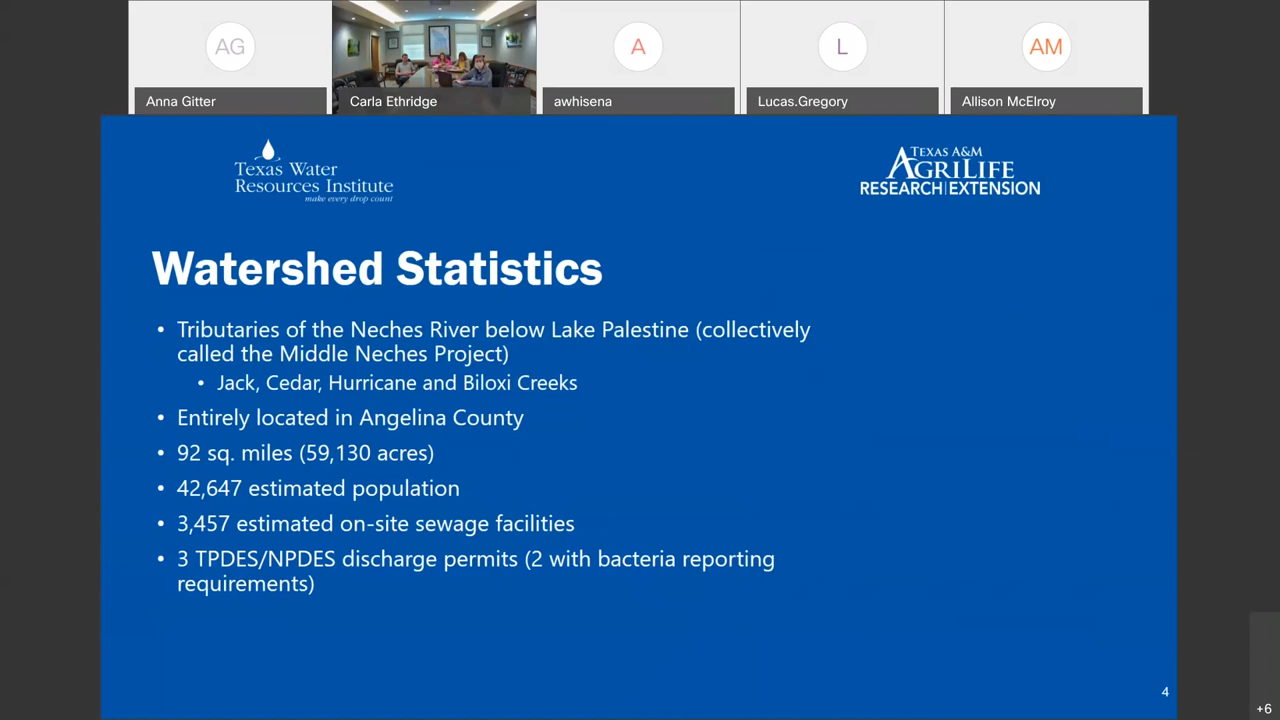 AG
A
L
AM
Anna Gitter
Carla Ethridge
awhisena
Lucas.Gregory
Allison McElroy
Texas Water
Resources Institute
make every drop count
TEXAS A&M
AGRILIFE
RESEARCH | EXTENSION
Watershed Statistics
• Tributaries of the Neches River below Lake Palestine (collectively
called the Middle Neches Project)
• Jack, Cedar, Hurricane and Biloxi Creeks
• Entirely located in Angelina County
• 92 sq. miles (59,130 acres)
• 42,647 estimated population
• 3,457 estimated on-site sewage facilities
• 3 TPDES/NPDES discharge permits (2 with bacteria reporting
requirements)
4
+6